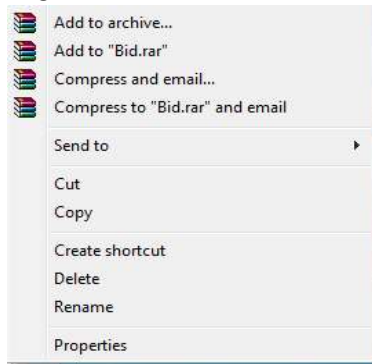 Add to archive...
Add to "Bid.rar"
Compress and email...
Compress to "Bid.rar" and email
Send to
Cut
Copy
Create shortcut
Delete
Rename
Properties